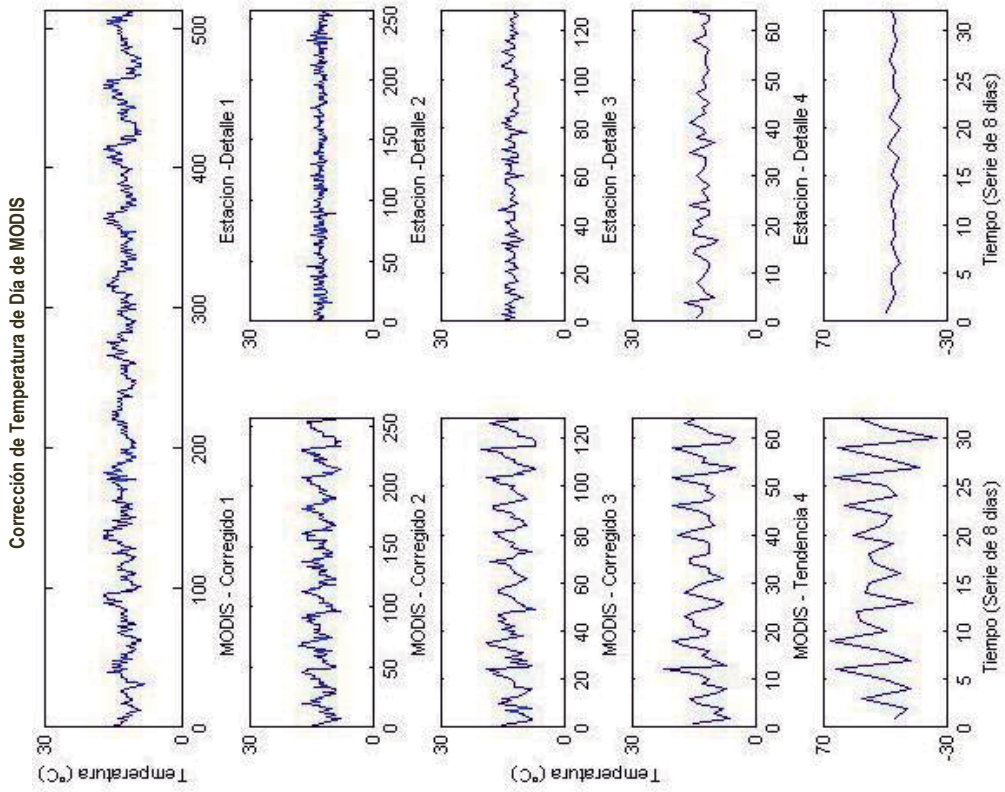 Corrección de Temperatura de Día de MODIS
30
0
Temperatura (°C)
0 100 200 300 400 500
MODIS - Corregido 1 Estacion -Detalle 1
30 30
0 0
0 50 100 150 200 250 0 50 100 150 200 250
MODIS - Corregido 2 Estacion -Detalle 2
30 30
0 0
Temperatura (°C)
0 20 40 60 80 100 120 0 20 40 60 80 100 120
MODIS - Corregido 3 Estacion -Detalle 3
30 30
0 0
0 10 20 30 40 50 60 0 10 20 30 40 50 60
MODIS - Tendencia 4 Estacion - Detalle 4
70 70
-30 -30
0 5 10 15 20 25 30 0 5 10 15 20 25 30
Tiempo (Serie de 8 dias) Tiempo (Serie de 8 dias)